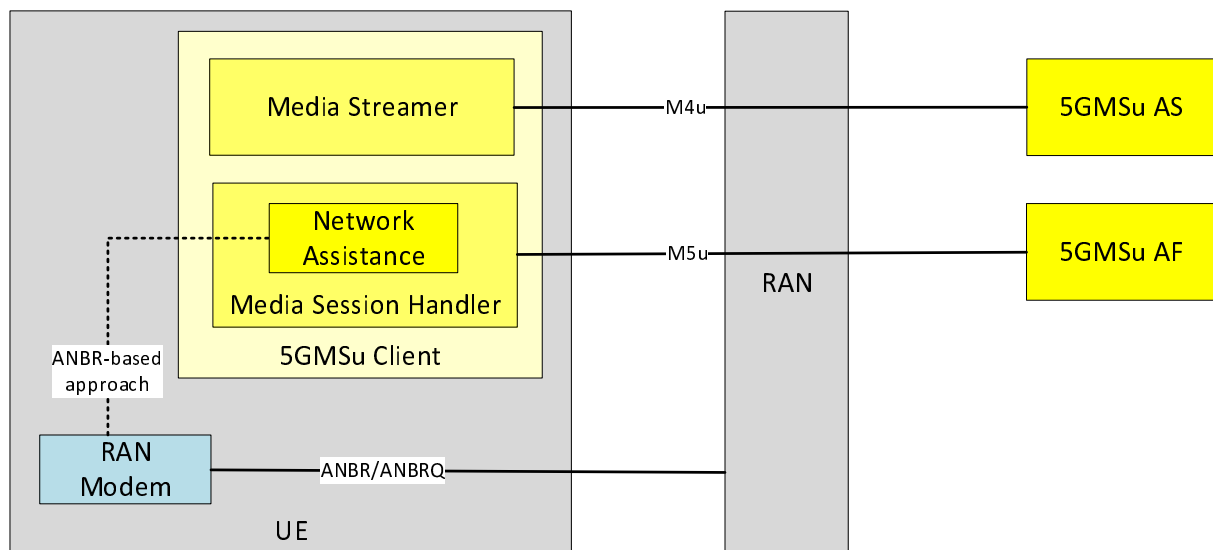 Media Streamer
M4u
5GMSu AS
Network
Assistance
M5u
5GMSu AF
RAN
Media Session Handler
5GMSu Client
ANBR-based
approach
RAN
Modem
ANBR/ANBRQ
UE